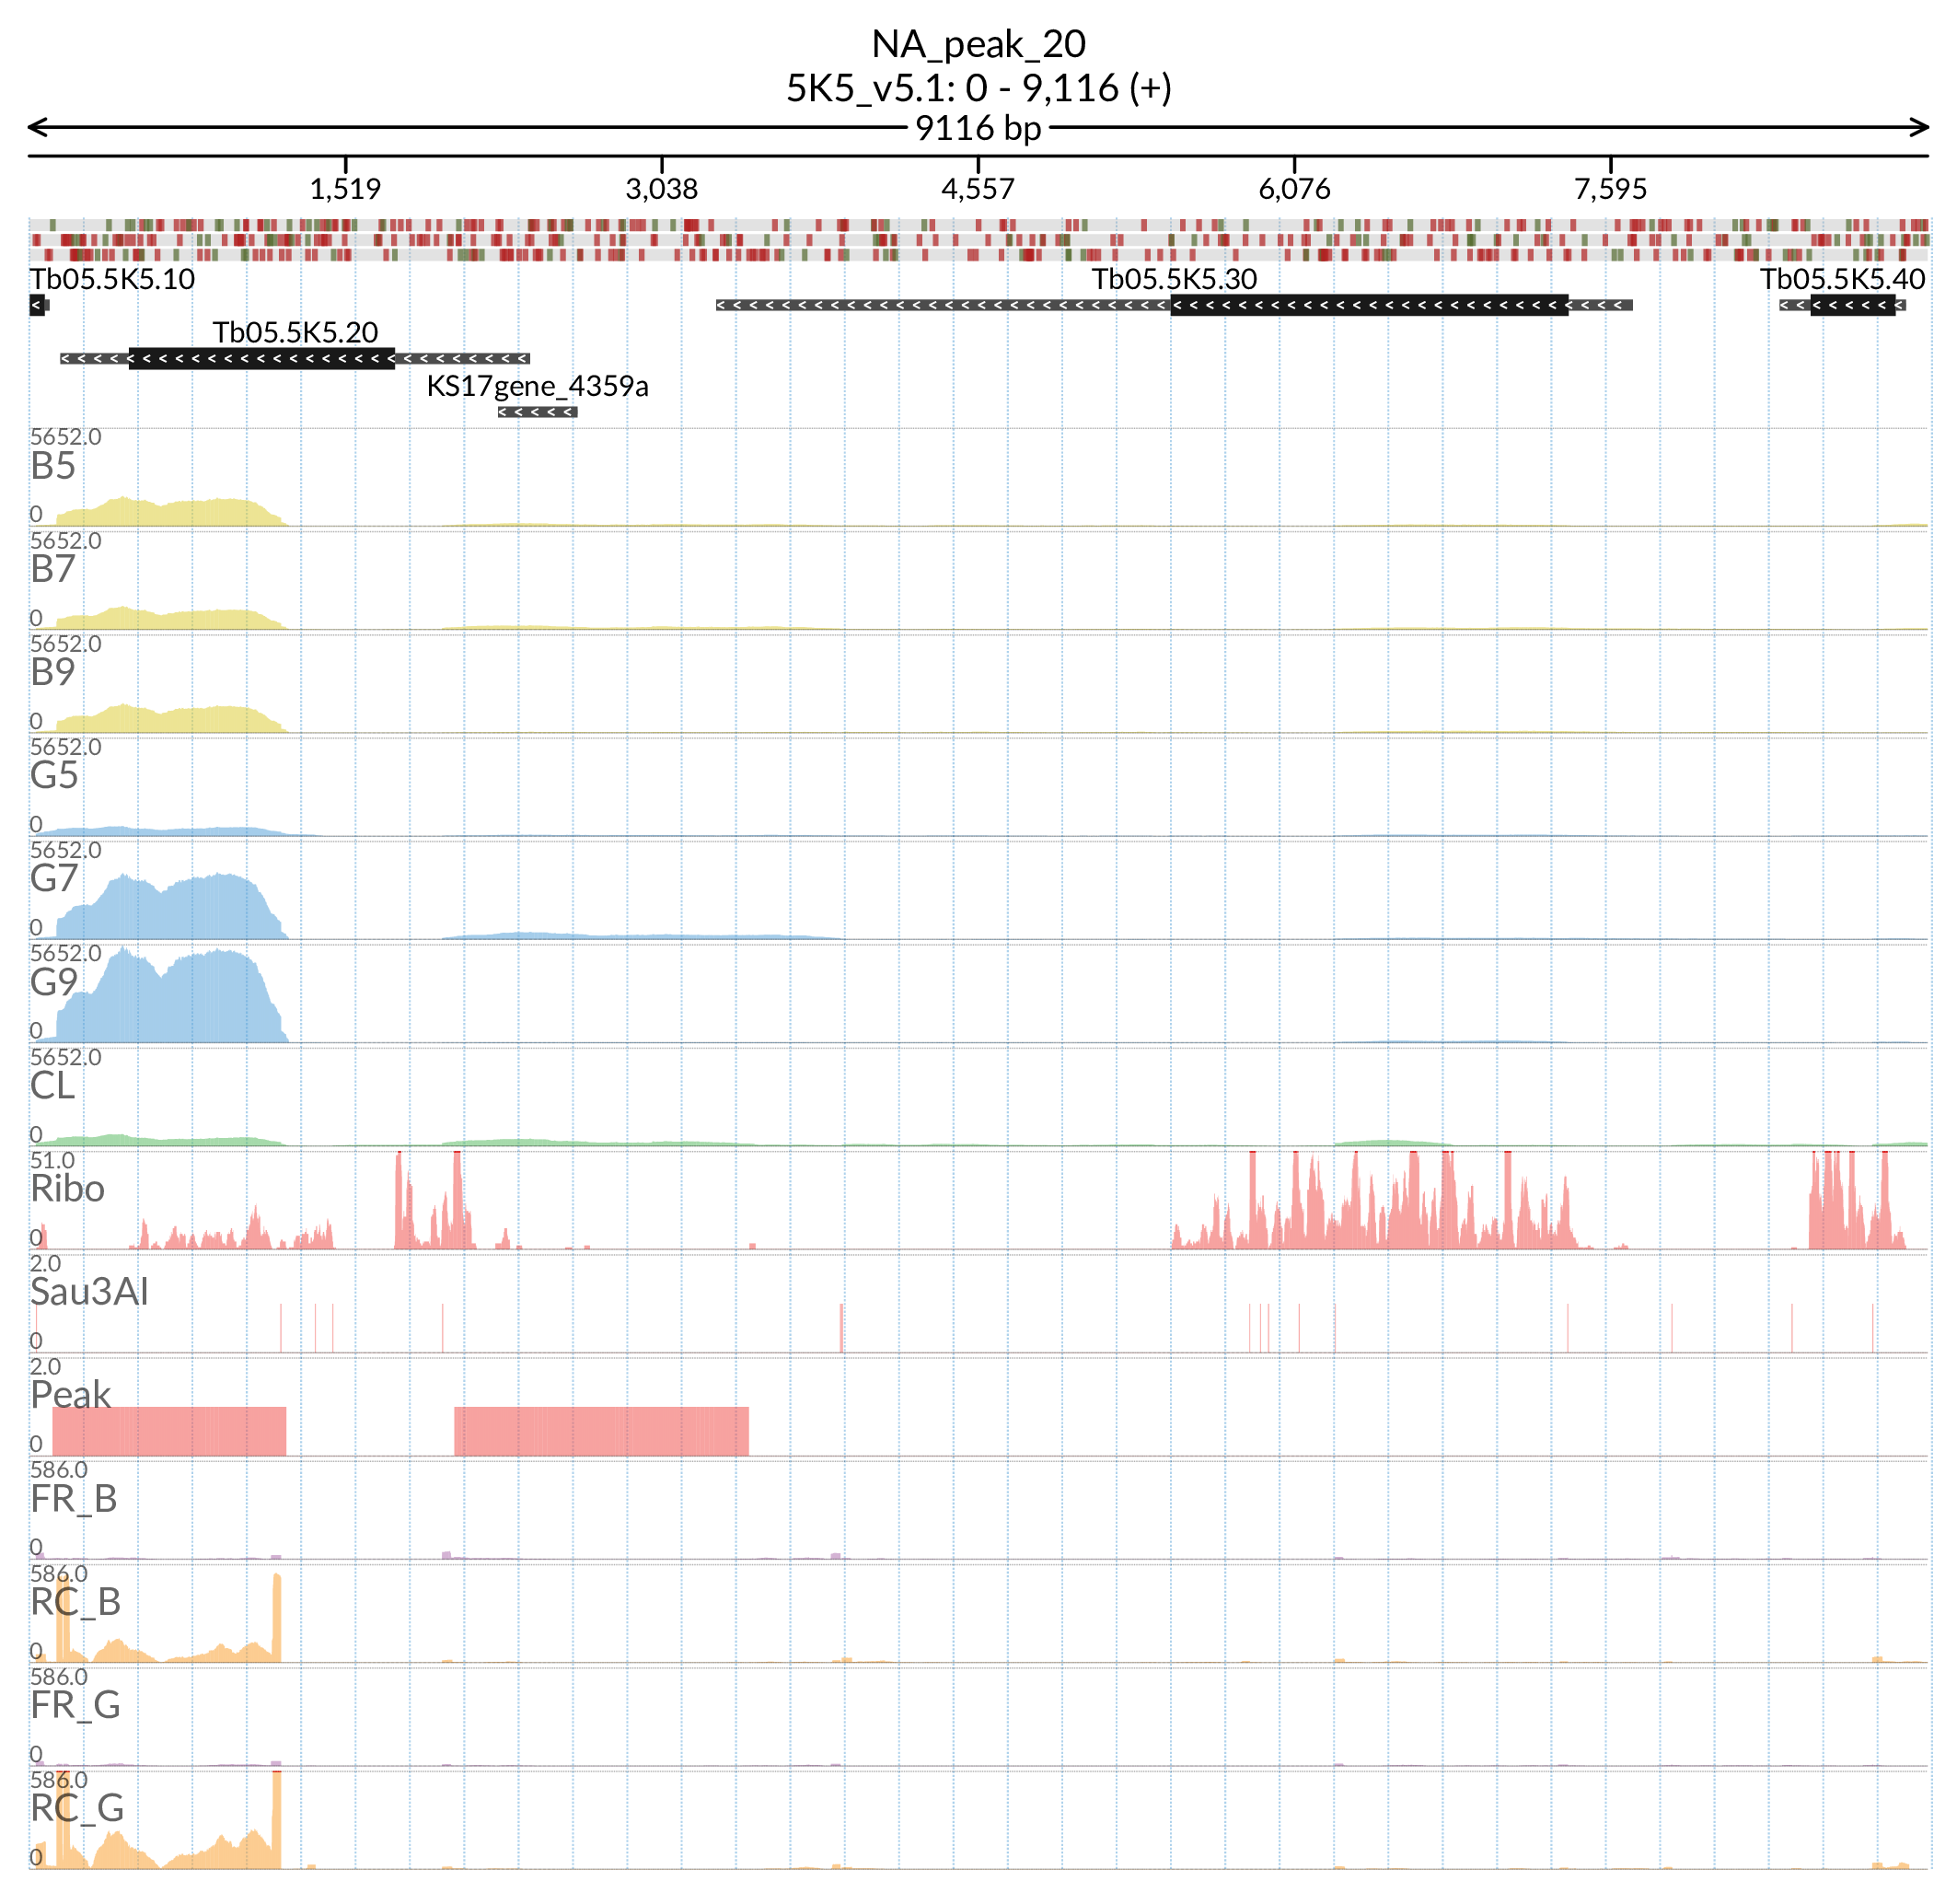 NA_peak_20
5K5_v5.1: 0 - 9,116 (+)
9116 bp
1,519 3,038 4,557 6,076 7,595
Tb05.5K5.10 Tb05.5K5.30 Tb05.5K5.40
Tb05.5K5.20
KS17gene_4359a
5652.0
B5
0
5652.0
B7
0
5652.0
B9
0
5652.0
G5
0
5652.0
G7
0
5652.0
G9
0
5652.0
CL
0
51.0
Ribo
0
2.0
Sau3AI
0
2.0
Peak
0
586.0
FR_B
0
586.0
RC_B
0
586.0
FR_G
0
586.0
RC_G
0